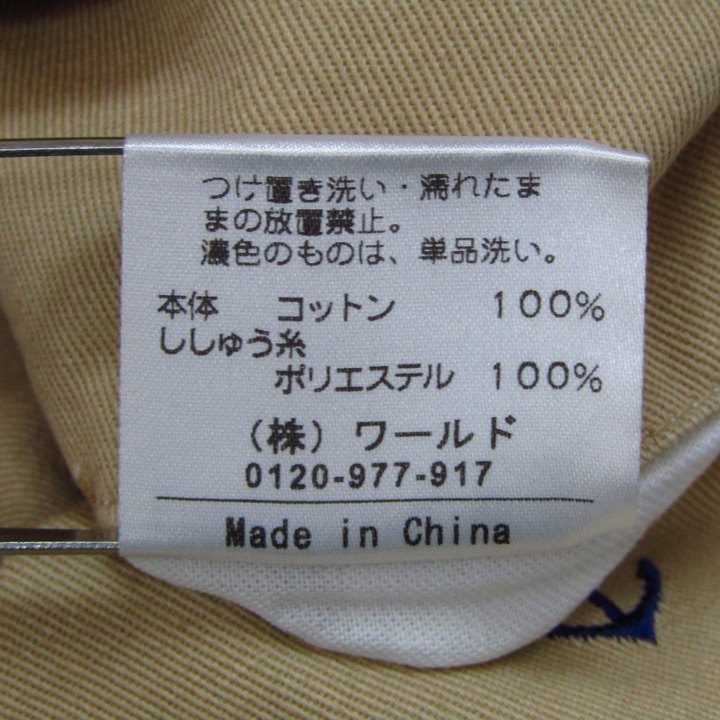 つけ置き洗い・濡れたま
まの放置禁止。
濃色のものは、単品洗い。
本体 コットン 100%
ししゅう糸
ポリエステル 100%
(株) ワールド
0120-977-917
Made in China